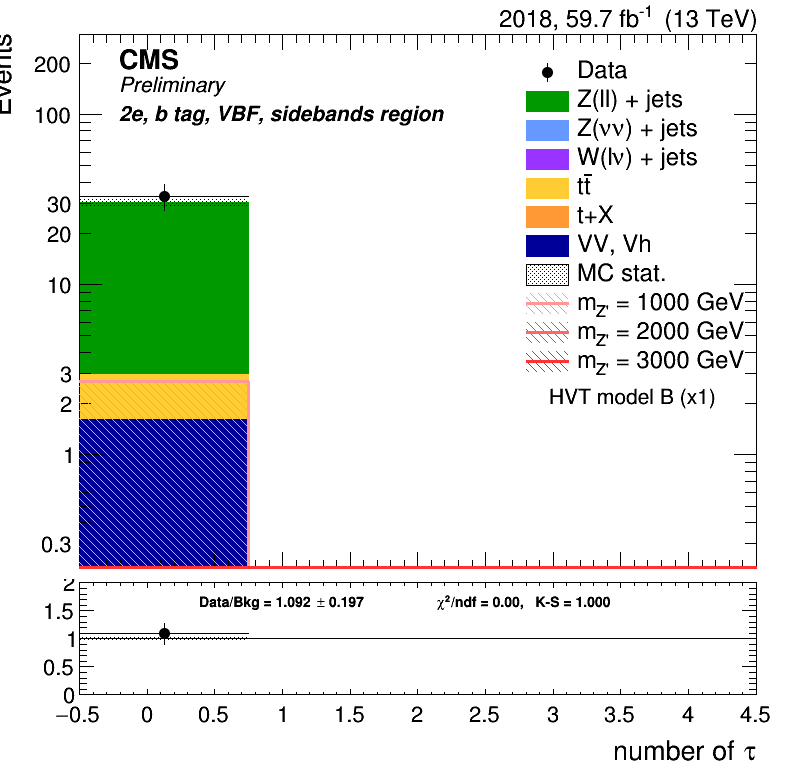 2018, 59.7 fb⁻¹ (13 TeV)
Events
CMS
Preliminary
2e, b tag, VBF, sidebands region
Data
Z(ll) + jets
Z(νν) + jets
W(lν) + jets
tt̄
t+X
VV, Vh
MC stat.
m_Z' = 1000 GeV
m_Z' = 2000 GeV
m_Z' = 3000 GeV
HVT model B (x1)
200
100
30
20
10
3
2
1
0.3
Data/Bkg = 1.092 ± 0.197
χ²/ndf = 0.00, K-S = 1.000
2
1.5
1
0.5
0
−0.5 0 0.5 1 1.5 2 2.5 3 3.5 4 4.5
number of τ